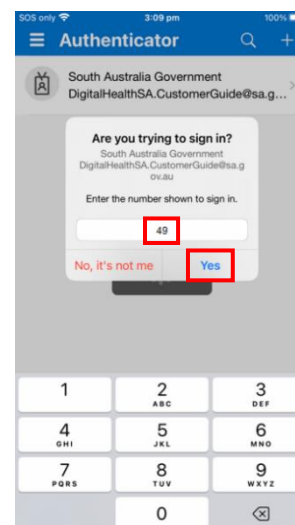 SOS only 3:09 pm 100%
Authenticator
South Australia Government
DigitalHealthSA.CustomerGuide@sa.g...
Are you trying to sign in?
South Australia Government
DigitalHealthSA.CustomerGuide@sa.g
ov.au
Enter the number shown to sign in.
49
No, it's not me Yes
1 2 3
ABC DEF
4 5 6
GHI JKL MNO
7 8 9
PQRS TUV WXYZ
0